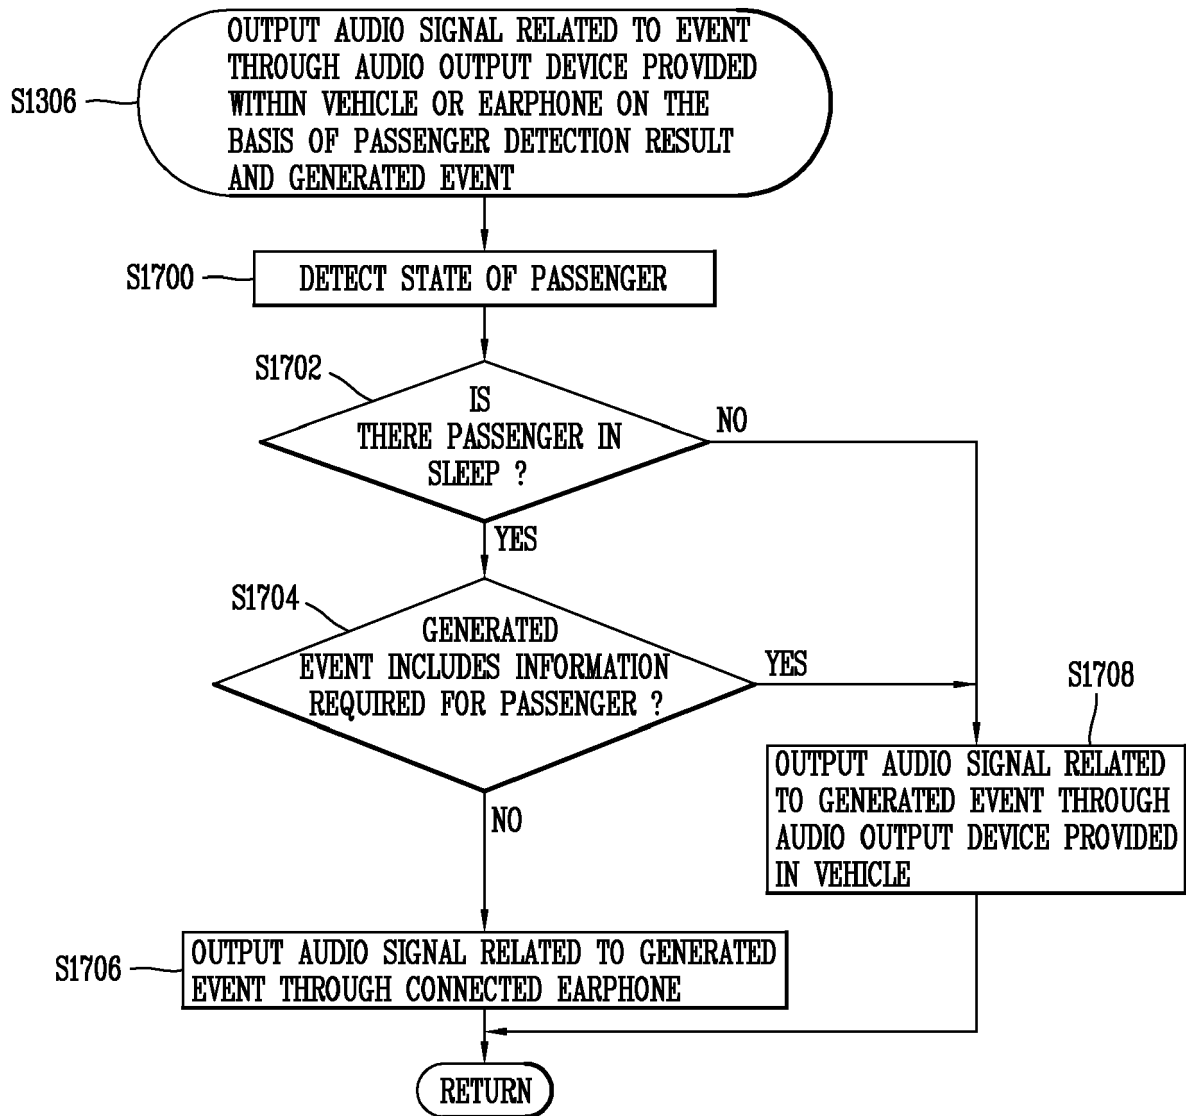 OUTPUT AUDIO SIGNAL RELATED TO EVENT
THROUGH AUDIO OUTPUT DEVICE PROVIDED
WITHIN VEHICLE OR EARPHONE ON THE
BASIS OF PASSENGER DETECTION RESULT
AND GENERATED EVENT
S1306
S1700
DETECT STATE OF PASSENGER
S1702
IS
THERE PASSENGER IN
SLEEP ?
NO
YES
S1704
GENERATED
EVENT INCLUDES INFORMATION
REQUIRED FOR PASSENGER ?
YES
NO
S1708
OUTPUT AUDIO SIGNAL RELATED
TO GENERATED EVENT THROUGH
AUDIO OUTPUT DEVICE PROVIDED
IN VEHICLE
S1706
OUTPUT AUDIO SIGNAL RELATED TO GENERATED
EVENT THROUGH CONNECTED EARPHONE
RETURN